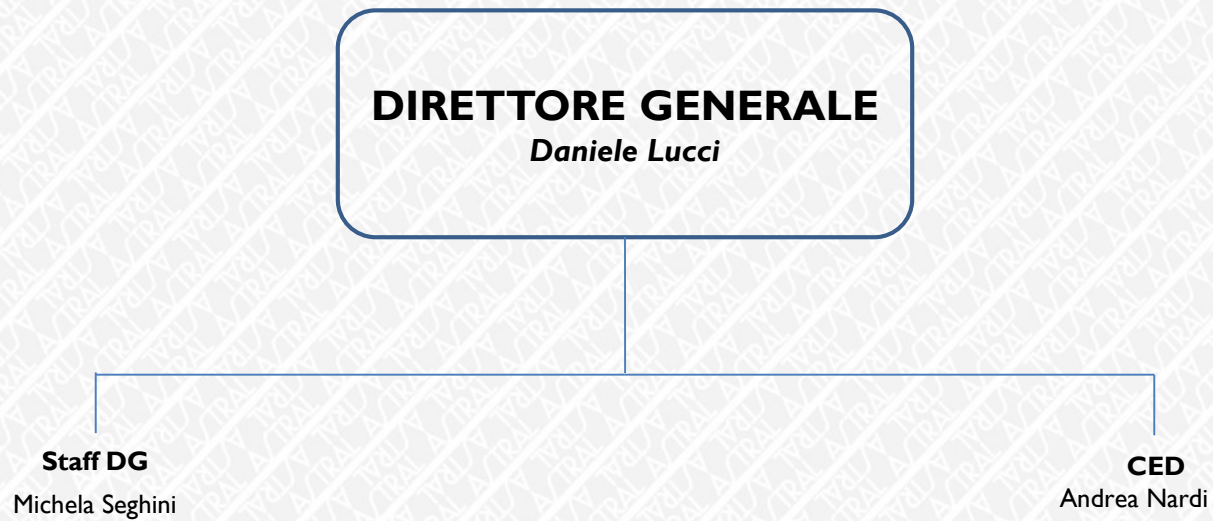 DIRETTORE GENERALE
Daniele Lucci
Staff DG
Michela Seghini
CED
Andrea Nardi